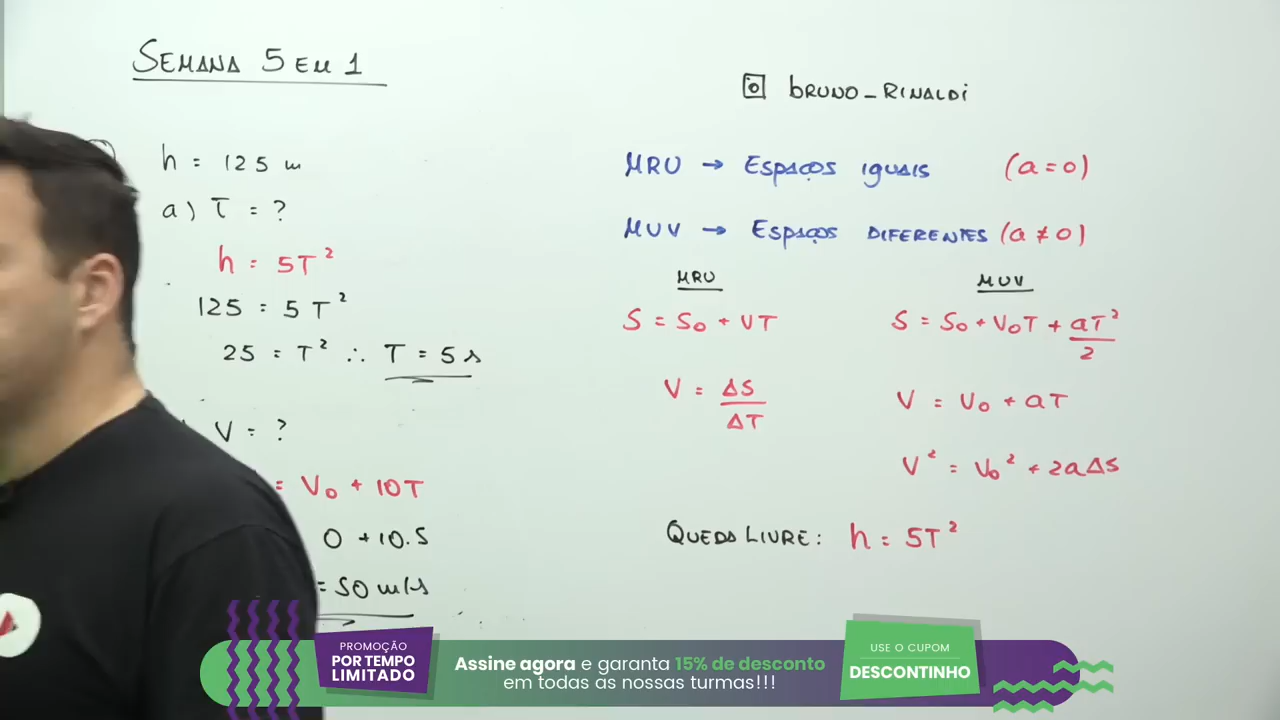 SEMANA 5 EM 1
bruno_Rinaldi
h = 125 m
a) T = ?
h = 5T²
125 = 5 T²
25 = T² ∴ T = 5 s
V = ?
= V₀ + 10T
0 + 10.5
= 50 m/s
MRU → ESPAÇOS IGUAIS (a = 0)
MUV → ESPAÇOS DIFERENTES (a ≠ 0)
MRU
S = S₀ + VT
V = ΔS/ΔT
MUV
S = S₀ + V₀T + aT²/2
V = V₀ + aT
V² = V₀² + 2aΔS
QUEDA LIVRE: h = 5T²
PROMOÇÃO
POR TEMPO
LIMITADO
Assine agora e garanta 15% de desconto
em todas as nossas turmas!!!
USE O CUPOM
DESCONTINHO